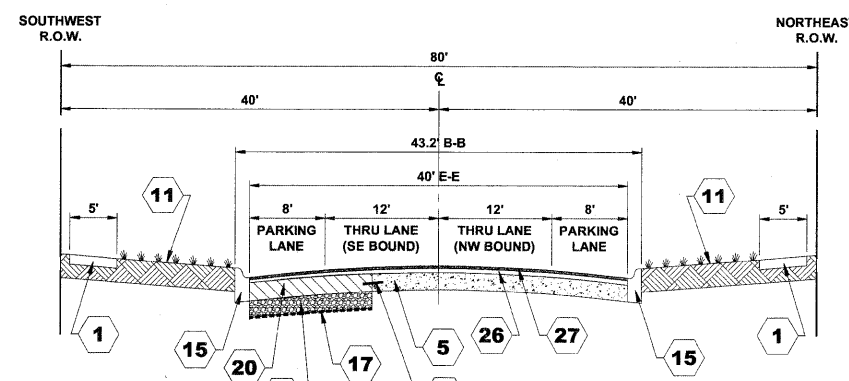 SOUTHWEST
R.O.W.
NORTHEAS
R.O.W.
80'
℄
40'
40'
43.2' B-B
40' E-E
5'
11
8'
12'
12'
8'
11
5'
PARKING
LANE
THRU LANE
(SE BOUND)
THRU LANE
(NW BOUND)
PARKING
LANE
1
15
20
17
5
26
27
15
1